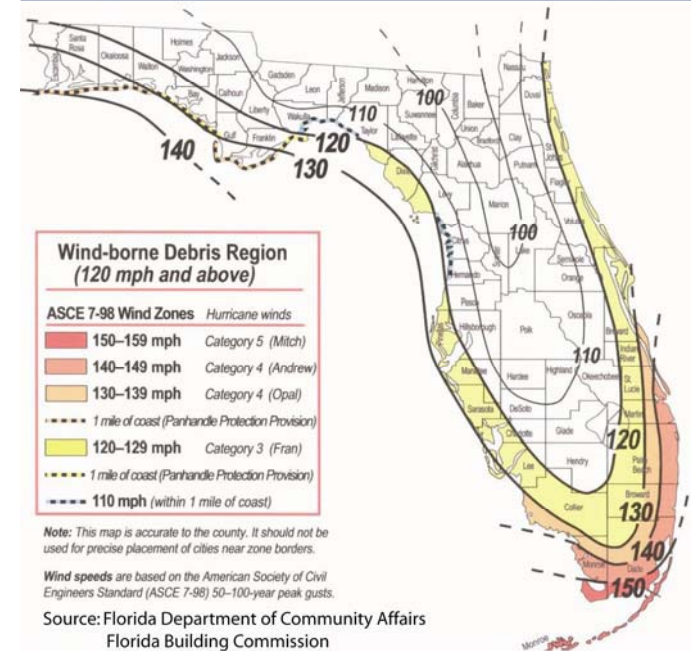 Santa
Rosa
Okaloosa
Walton
Holmes
Washington
Jackson
Bay
Calhoun
Gulf
Liberty
Franklin
Gadsden
Leon
Wakulla
Jefferson
Madison
Taylor
Hamilton
Suwannee
Lafayette
Dixie
Columbia
Gilchrist
Baker
Union
Bradford
Nassau
Duval
Clay
St.
Johns
Alachua
Putnam
Flagler
Levy
Marion
Volusia
Citrus
Sumter
Lake
Seminole
Hernando
Orange
Pasco
Pinellas
Hillsborough
Polk
Osceola
Brevard
Indian
River
Manatee
Hardee
Highland
Okeechobee
St.
Lucie
Sarasota
DeSoto
Martin
Charlotte
Glade
Lee
Hendry
Palm
Beach
Collier
Broward
Monroe
Dade
Monroe
140
130
120
110
100
100
110
120
130
140
150
Wind-borne Debris Region
(120 mph and above)
ASCE 7-98 Wind Zones Hurricane winds
150–159 mph Category 5 (Mitch)
140–149 mph Category 4 (Andrew)
130–139 mph Category 4 (Opal)
1 mile of coast (Panhandle Protection Provision)
120–129 mph Category 3 (Fran)
1 mile of coast (Panhandle Protection Provision)
110 mph (within 1 mile of coast)
Note: This map is accurate to the county. It should not be
used for precise placement of cities near zone borders.
Wind speeds are based on the American Society of Civil
Engineers Standard (ASCE 7-98) 50–100-year peak gusts.
Source: Florida Department of Community Affairs
Florida Building Commission